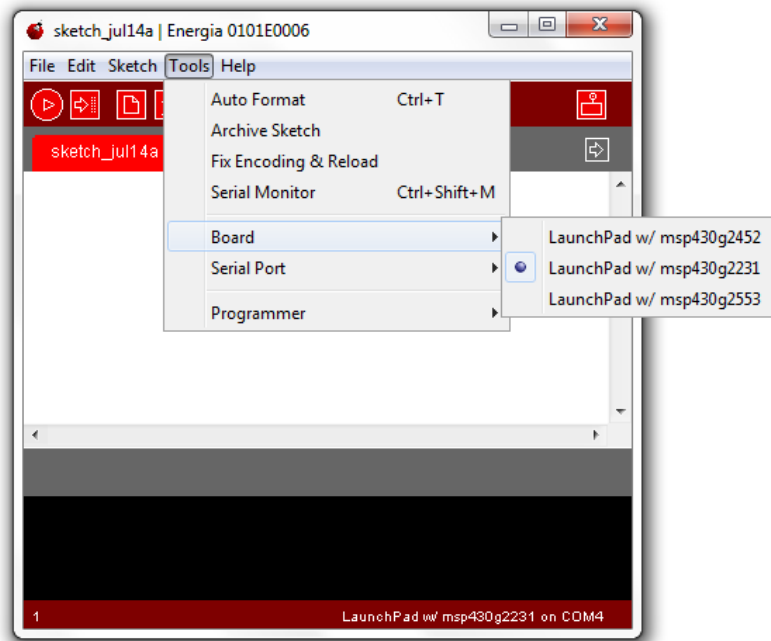 sketch_jul14a | Energia 0101E0006
File Edit Sketch Tools Help
Auto Format Ctrl+T
Archive Sketch
sketch_jul14a
Fix Encoding & Reload
Serial Monitor Ctrl+Shift+M
Board
LaunchPad w/ msp430g2452
Serial Port
LaunchPad w/ msp430g2231
LaunchPad w/ msp430g2553
Programmer
1 LaunchPad w/ msp430g2231 on COM4